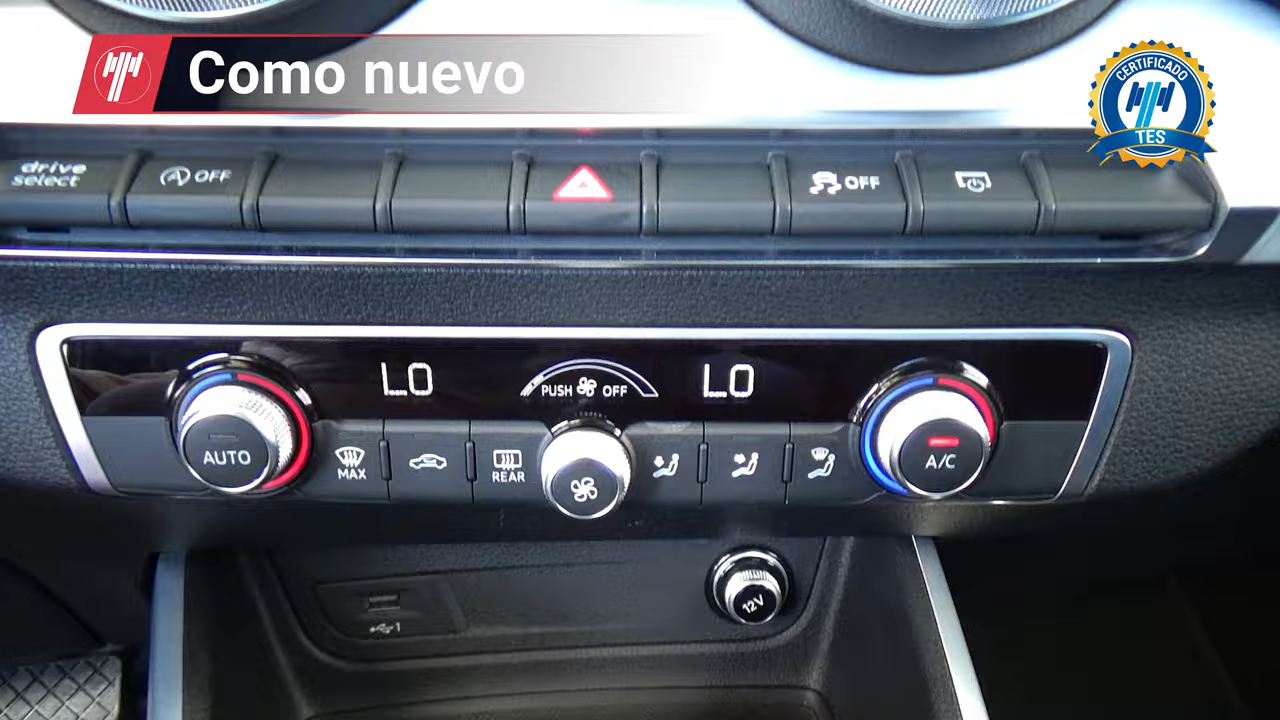 Como nuevo
CERTIFICADO
TES
drive
select
OFF
OFF
LO
PUSH OFF
LO
AUTO
MAX
REAR
A/C
1
12V